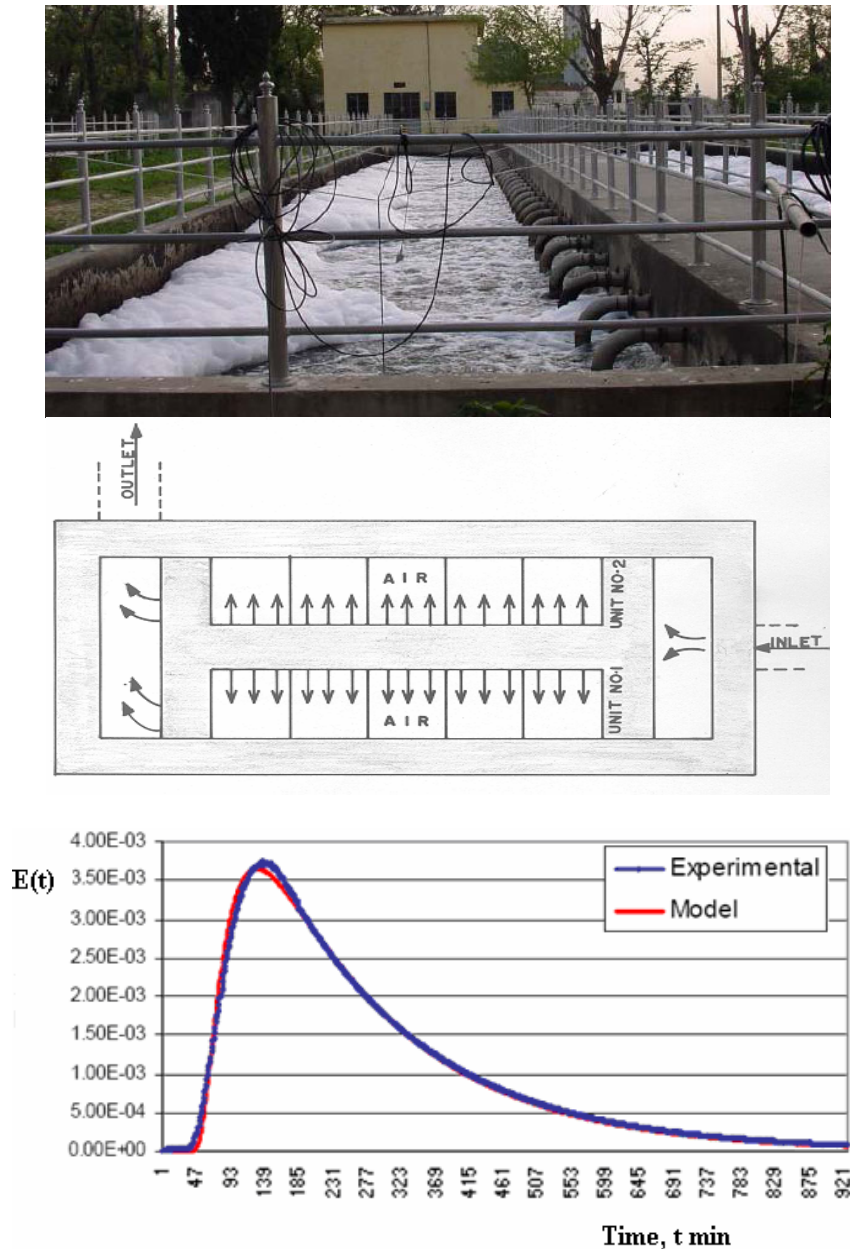 OUTLET
AIR
UNIT NO-2
INLET
UNIT NO-1
AIR
E(t)
4.00E-03
3.50E-03
3.00E-03
2.50E-03
2.00E-03
1.50E-03
1.00E-03
5.00E-04
0.00E+00
Experimental
Model
1 47 93 139 185 231 277 323 369 415 461 507 553 599 645 691 737 783 829 875 921
Time, t min